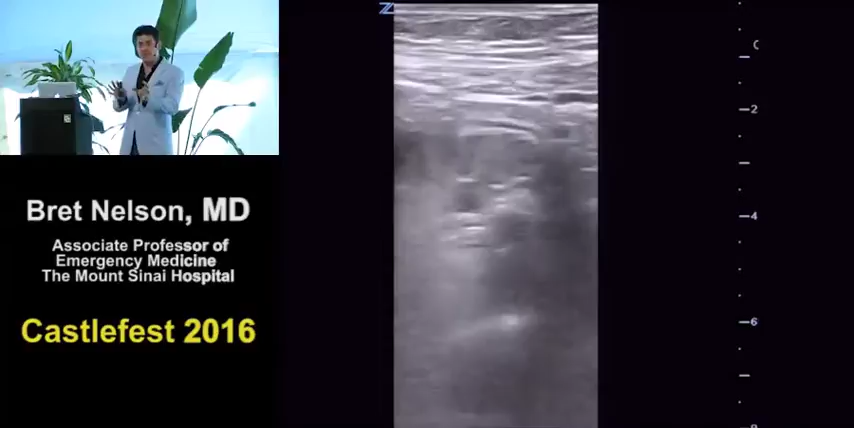 Bret Nelson, MD
Associate Professor of
Emergency Medicine
The Mount Sinai Hospital
Castlefest 2016
Z
2
4
6